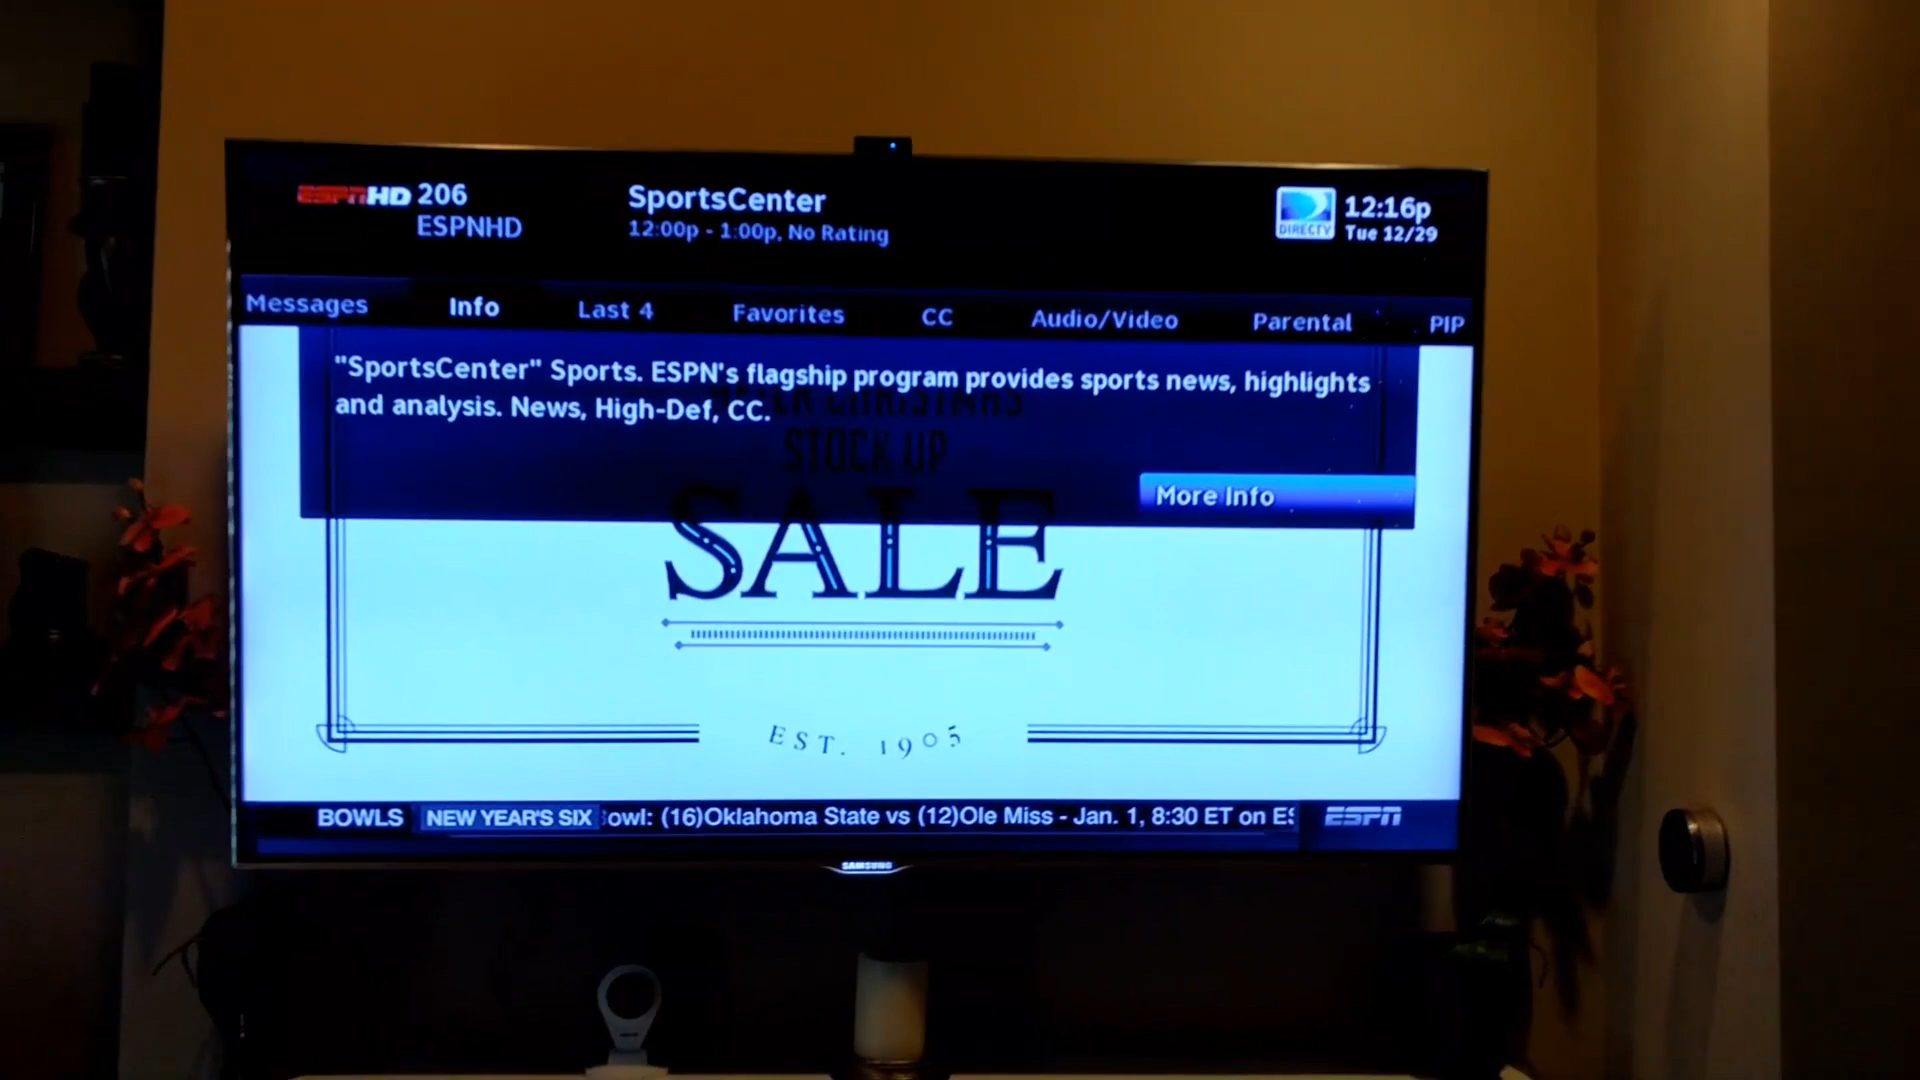 ESPNHD 206
ESPNHD
SportsCenter
12:00p - 1:00p, No Rating
DIRECTV
12:16p
Tue 12/29
Messages Info Last 4 Favorites CC Audio/Video Parental PIP
"SportsCenter" Sports. ESPN's flagship program provides sports news, highlights
and analysis. News, High-Def, CC.
CHRISTMAS
STOCK UP
More Info
SALE
EST. 1905
BOWLS NEW YEAR'S SIX owl: (16)Oklahoma State vs (12)Ole Miss - Jan. 1, 8:30 ET on ES
ESPN
SAMSUNG